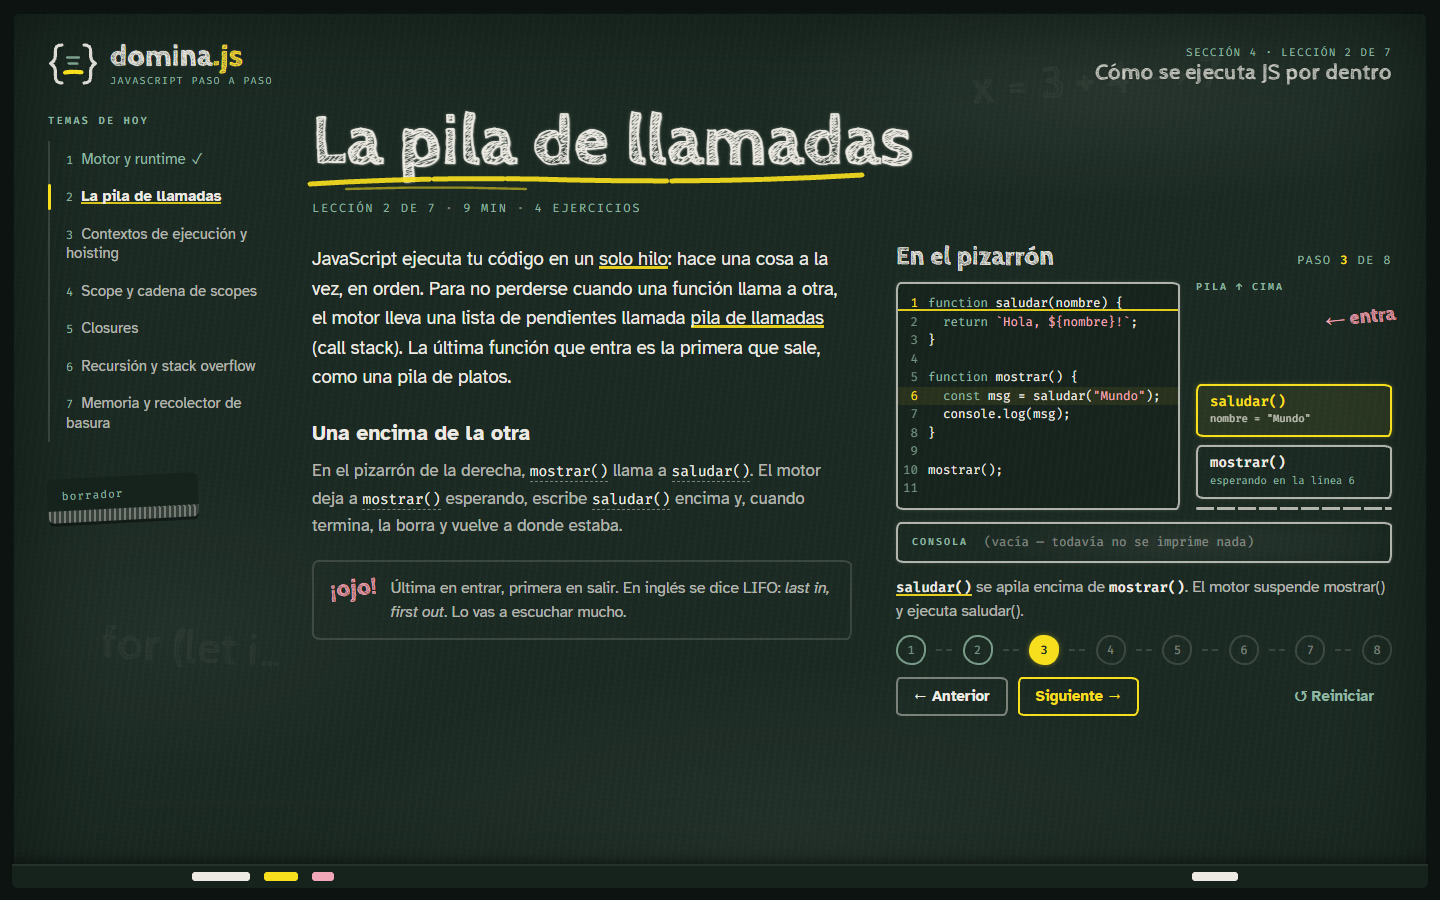 {=} domina.js
JAVASCRIPT PASO A PASO
SECCIÓN 4 · LECCIÓN 2 DE 7
Cómo se ejecuta JS por dentro
x = 3 + 4
TEMAS DE HOY
1 Motor y runtime ✓
2 La pila de llamadas
3 Contextos de ejecución y
hoisting
4 Scope y cadena de scopes
5 Closures
6 Recursión y stack overflow
7 Memoria y recolector de
basura
borrador
for (let i…
La pila de llamadas
LECCIÓN 2 DE 7 · 9 MIN · 4 EJERCICIOS
JavaScript ejecuta tu código en un solo hilo: hace una cosa a la
vez, en orden. Para no perderse cuando una función llama a otra,
el motor lleva una lista de pendientes llamada pila de llamadas
(call stack). La última función que entra es la primera que sale,
como una pila de platos.
Una encima de la otra
En el pizarrón de la derecha, mostrar() llama a saludar(). El motor
deja a mostrar() esperando, escribe saludar() encima y, cuando
termina, la borra y vuelve a donde estaba.
¡ojo!
Última en entrar, primera en salir. En inglés se dice LIFO: last in,
first out. Lo vas a escuchar mucho.
En el pizarrón
PASO 3 DE 8
1 function saludar(nombre) {
2 return `Hola, ${nombre}!`;
3 }
4
5 function mostrar() {
6 const msg = saludar("Mundo");
7 console.log(msg);
8 }
9
10 mostrar();
11
PILA ↑ CIMA
← entra
saludar()
nombre = "Mundo"
mostrar()
esperando en la línea 6
CONSOLA (vacía — todavía no se imprime nada)
saludar() se apila encima de mostrar(). El motor suspende mostrar()
y ejecuta saludar().
1 2 3 4 5 6 7 8
← Anterior
Siguiente →
↺ Reiniciar